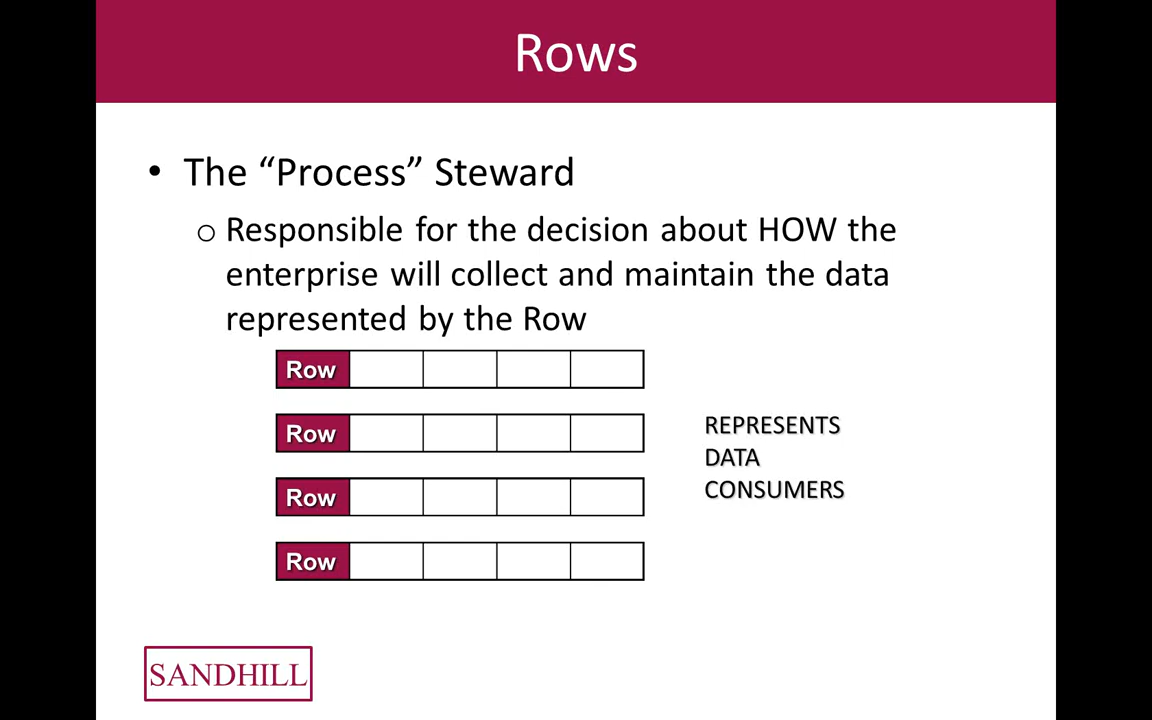 Rows
• The “Process” Steward
o Responsible for the decision about HOW the
enterprise will collect and maintain the data
represented by the Row
Row
Row
Row
Row
REPRESENTS
DATA
CONSUMERS
SANDHILL